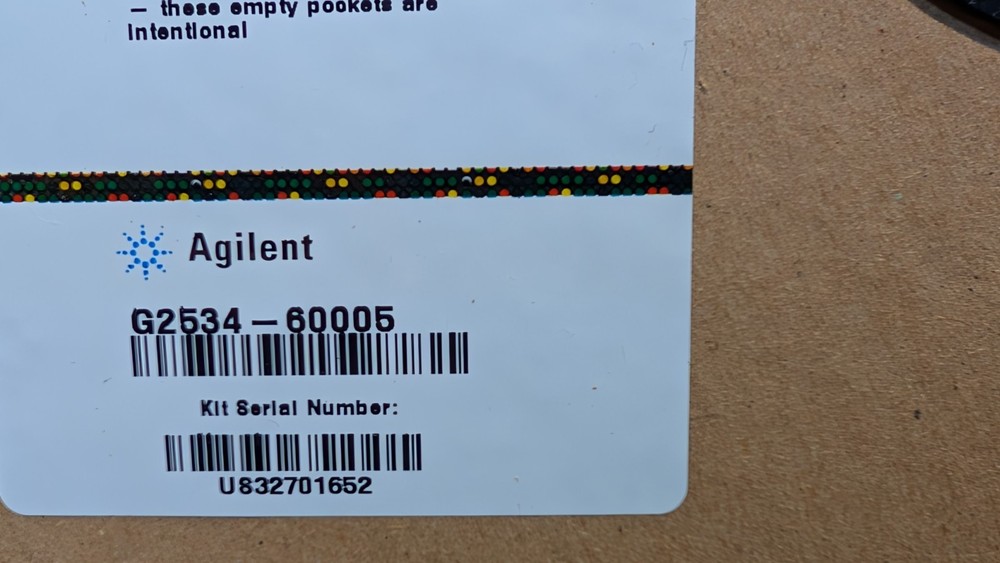 — these empty pockets are
intentional
Agilent
G2534-60005
Kit Serial Number:
U832701652